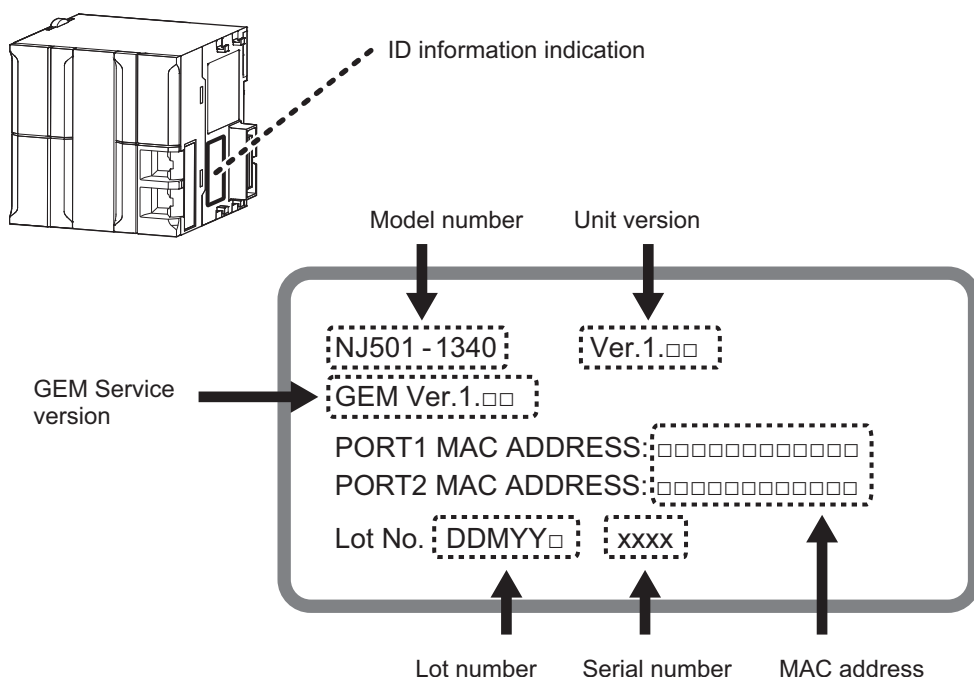 ID information indication
Model number Unit version
NJ501-1340 Ver.1.□□
GEM Service
version
GEM Ver.1.□□
PORT1 MAC ADDRESS:□□□□□□□□□□□□
PORT2 MAC ADDRESS:□□□□□□□□□□□□
Lot No. DDMYY□ xxxx
Lot number Serial number MAC address